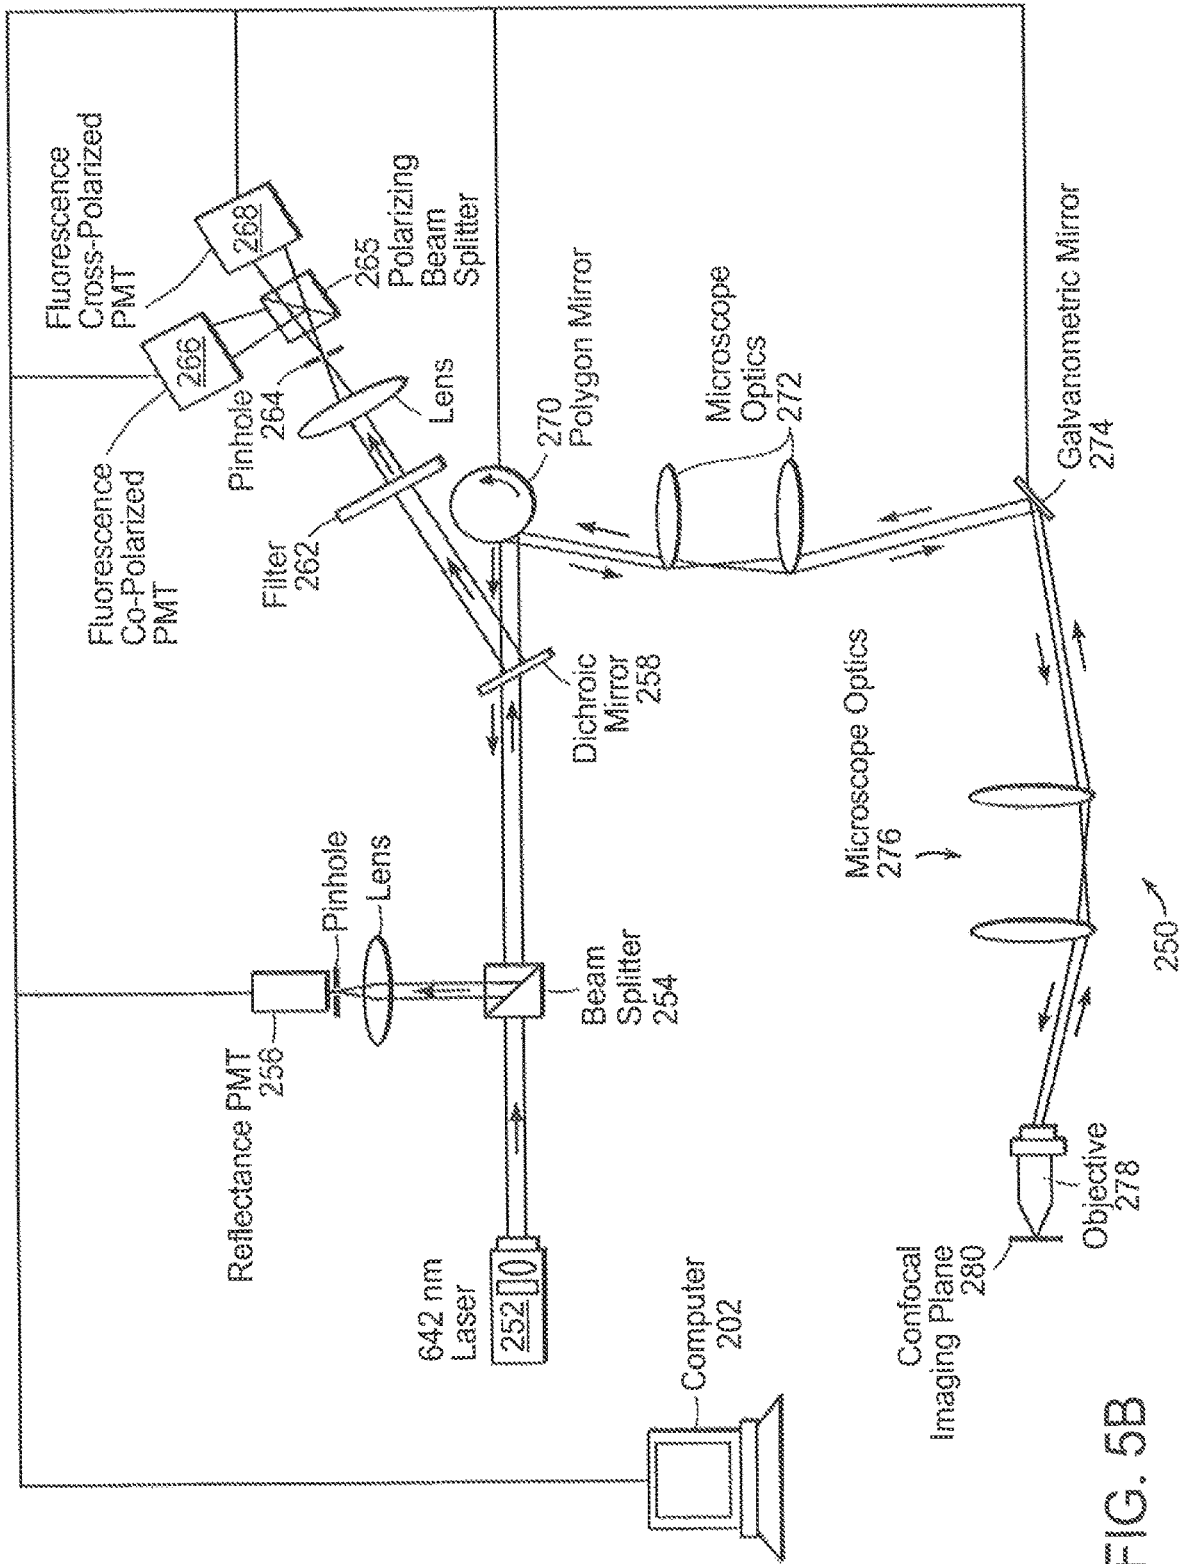 Fluorescence
Cross-Polarized
PMT
268
Fluorescence
Co-Polarized
PMT
266
265
Polarizing
Beam
Splitter
Pinhole
264
Lens
Filter
262
270
Polygon Mirror
Microscope
Optics
272
Galvanometric Mirror
274
Dichroic
Mirror
258
Microscope Optics
276
Pinhole
Lens
Reflectance PMT
256
Beam
Splitter
254
642 nm
Laser
252
Computer
202
Confocal
Imaging Plane
280
Objective
278
250
FIG. 5B